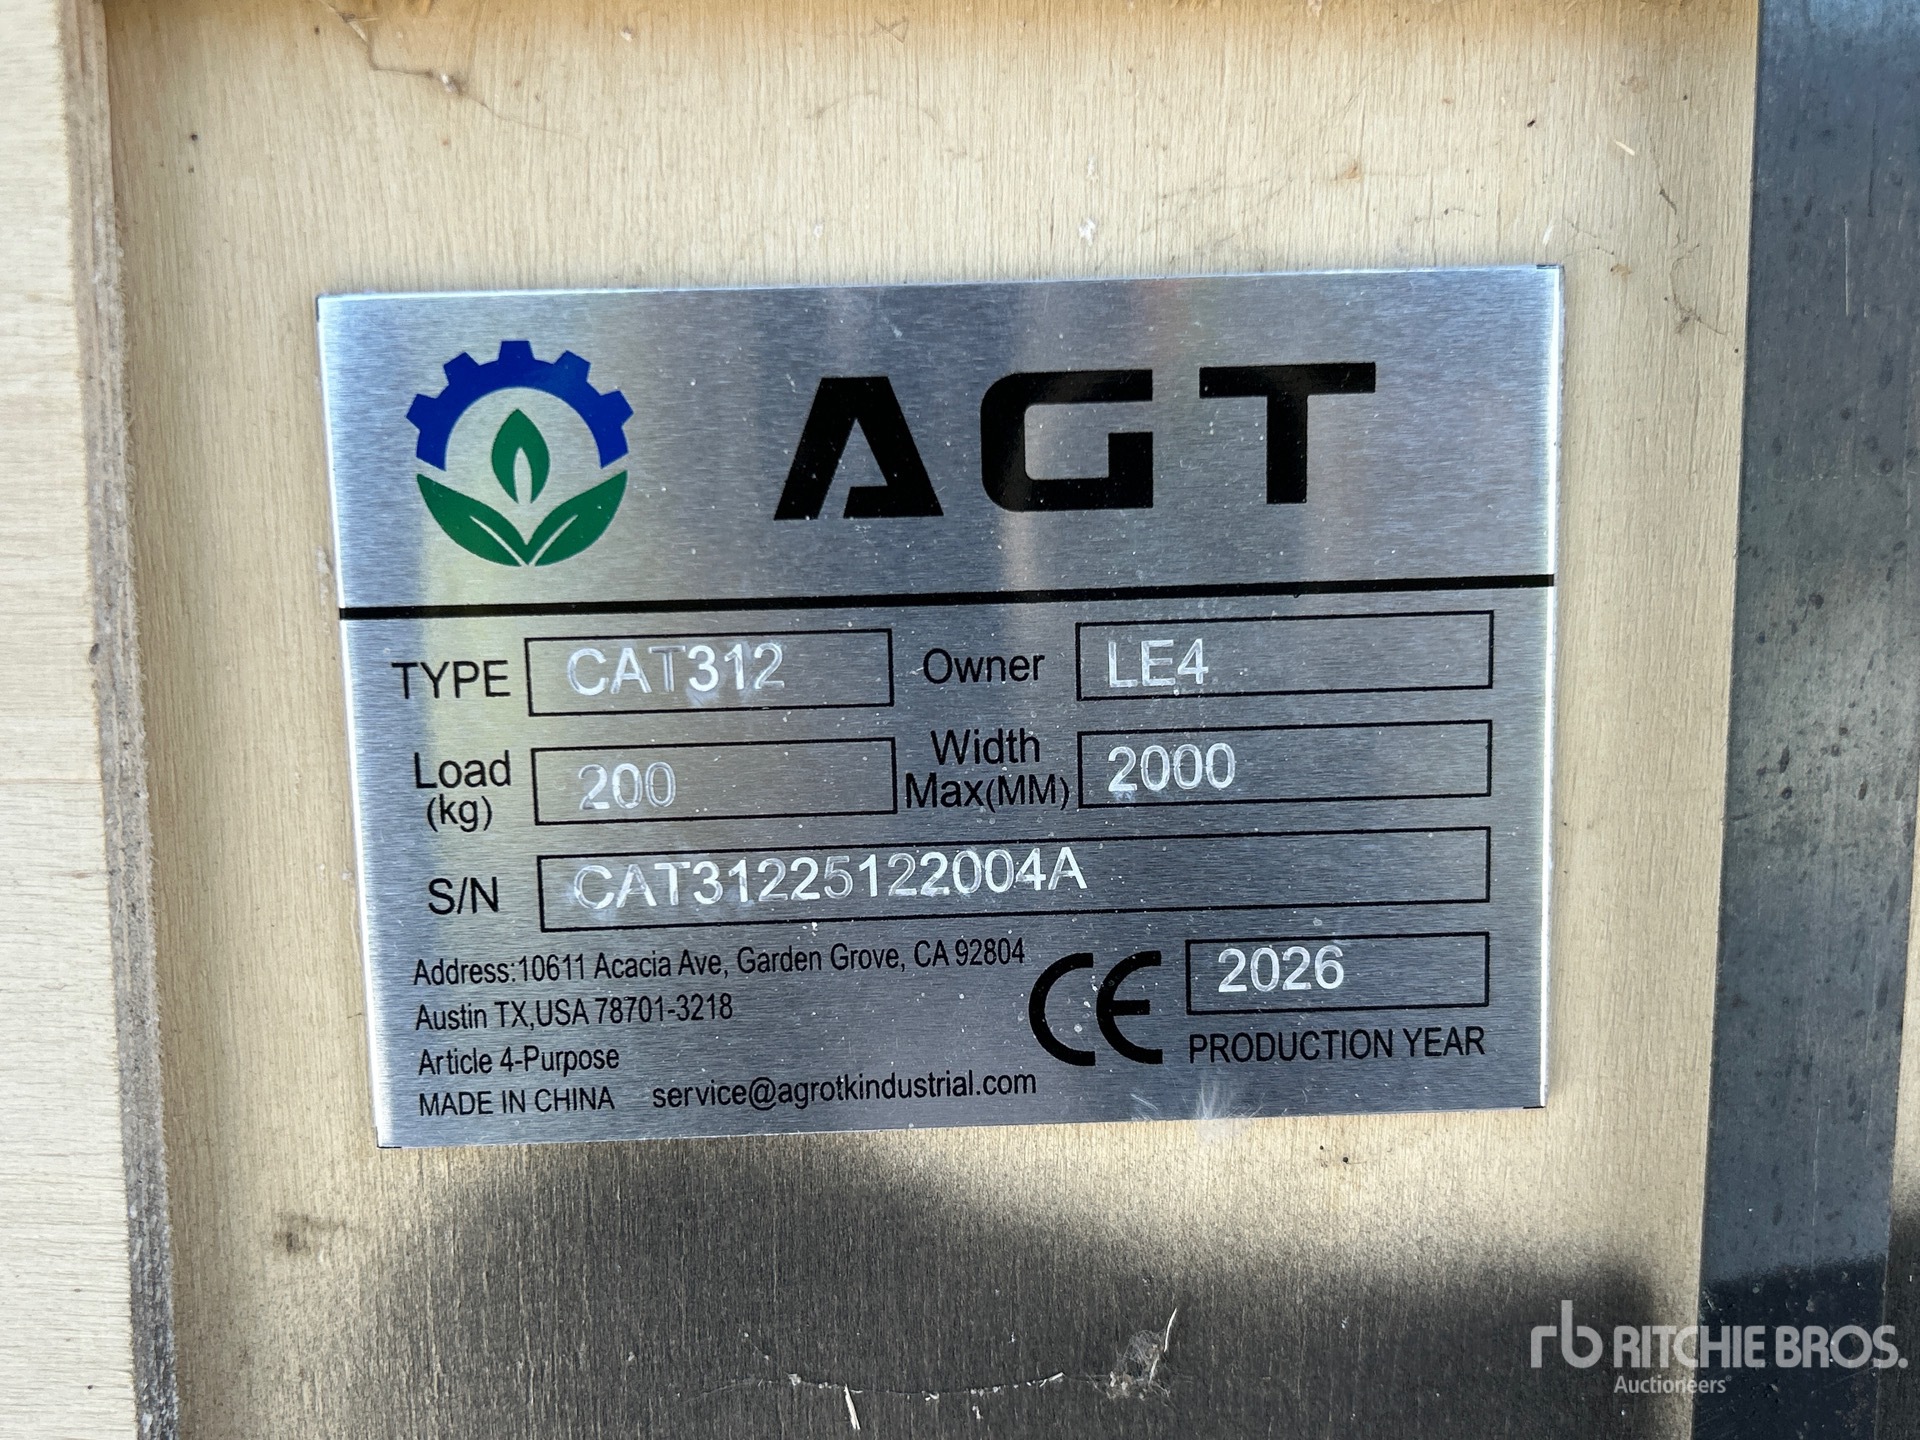 AGT
TYPE CAT312 Owner LE4
Load (kg) 200 Width Max(MM) 2000
S/N CAT31225122004A
Address:10611 Acacia Ave, Garden Grove, CA 92804
Austin TX,USA 78701-3218
Article 4-Purpose
MADE IN CHINA service@agrotkindustrial.com
CE 2026
PRODUCTION YEAR
rb RITCHIE BROS.
Auctioneers